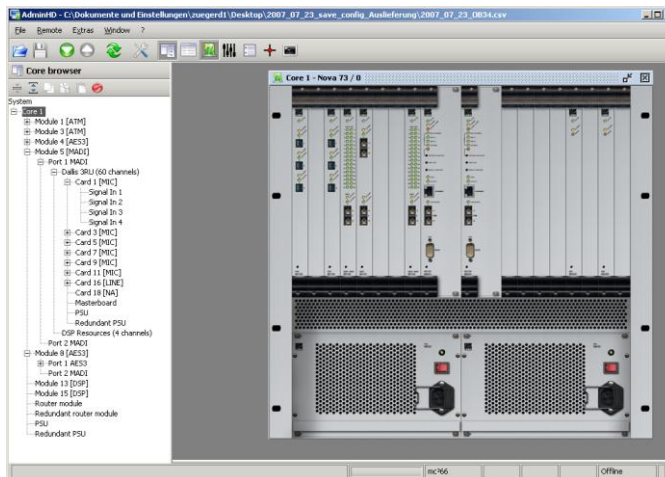 AdminHD - C:\Dokumente und Einstellungen\zuegerd1\Desktop\2007_07_23_save_config_Auslieferung\2007_07_23_OB34.csv
File Remote Extras Window ?
Core browser
Core 1 - Nova 73 / 0
System
Core 1
Module 1 [ATM]
Module 3 [ATM]
Module 4 [AES3]
Module 5 [MADI]
Port 1 MADI
Dallis 3RU (60 channels)
Card 1 [MIC]
Signal In 1
Signal In 2
Signal In 3
Signal In 4
Card 3 [MIC]
Card 5 [MIC]
Card 7 [MIC]
Card 9 [MIC]
Card 11 [MIC]
Card 16 [LINE]
Card 18 [NA]
Masterboard
PSU
Redundant PSU
DSP Resources (4 channels)
Port 2 MADI
Module 8 [AES3]
Port 1 AES3
Port 2 MADI
Module 13 [DSP]
Module 15 [DSP]
Router module
Redundant router module
PSU
Redundant PSU
mc²66
Offline